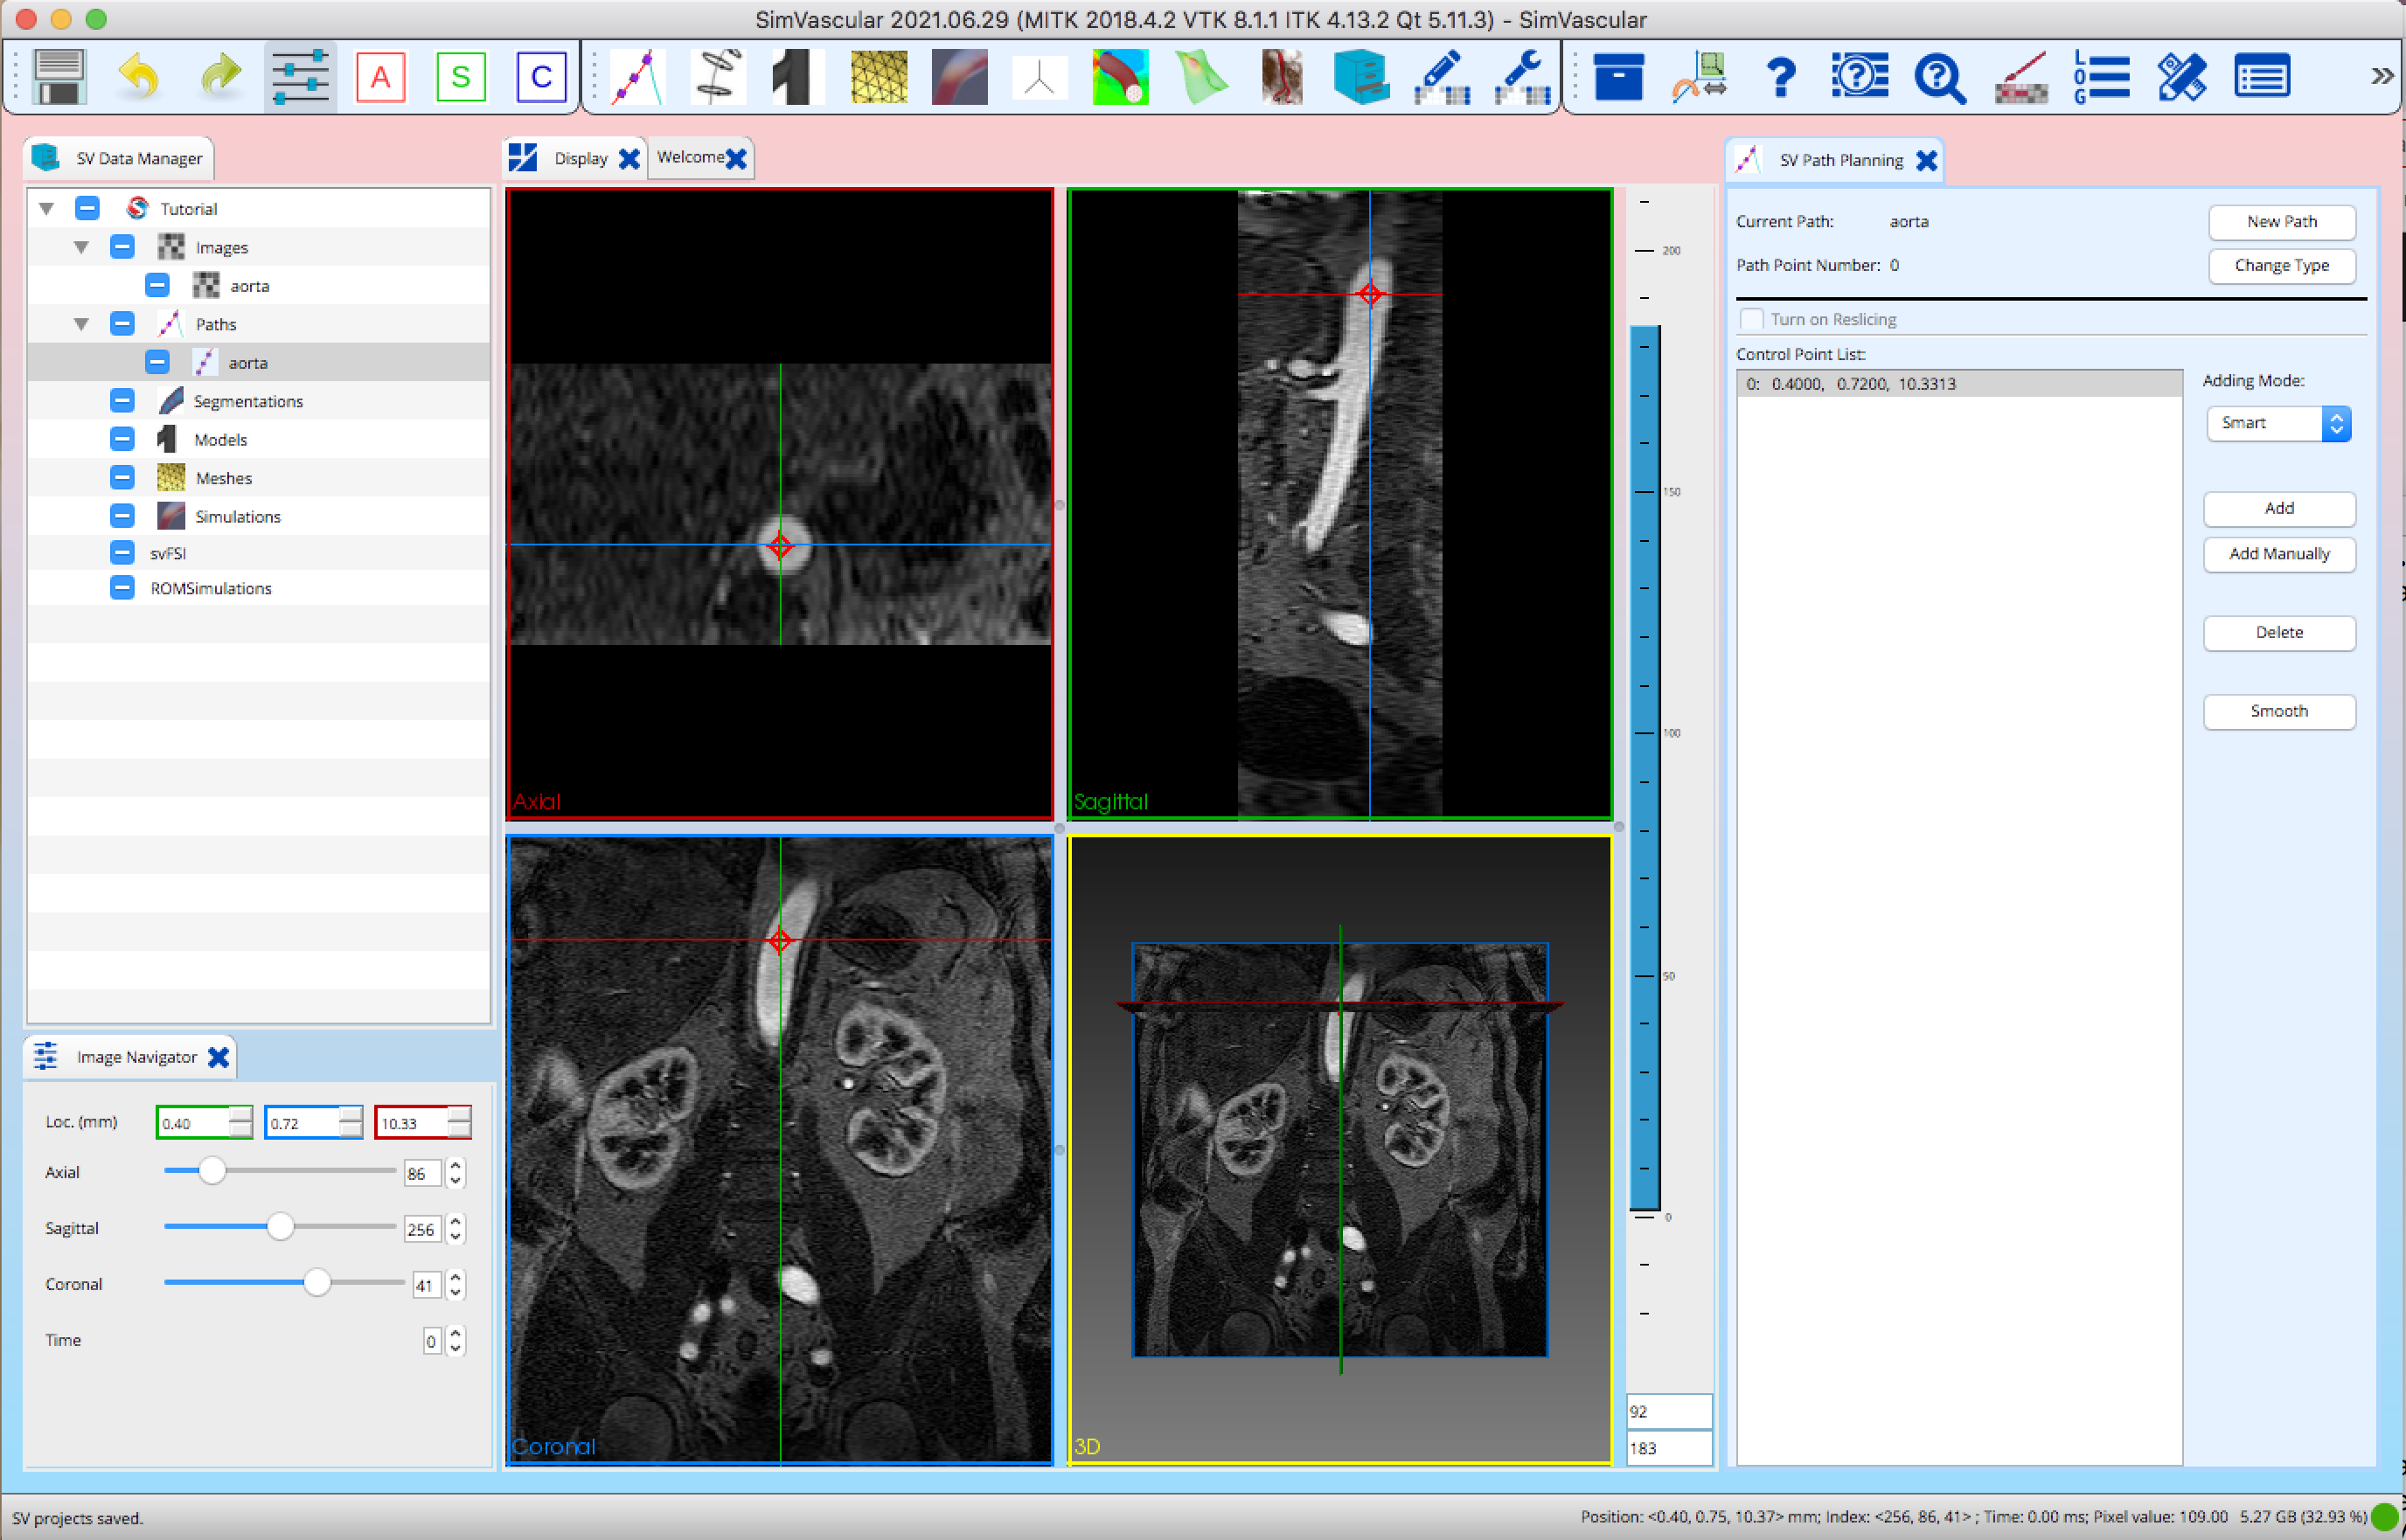 SimVascular 2021.06.29 (MITK 2018.4.2 VTK 8.1.1 ITK 4.13.2 Qt 5.11.3) - SimVascular
A S C
LOG
»
SV Data Manager
Tutorial
Images
aorta
Paths
aorta
Segmentations
Models
Meshes
Simulations
svFSI
ROMSimulations
Image Navigator
Loc. (mm) 0.40 0.72 10.33
Axial 86
Sagittal 256
Coronal 41
Time 0
Display Welcome
Axial
Sagittal
Coronal
3D
200
150
100
50
0
92
183
SV Path Planning
Current Path: aorta
New Path
Path Point Number: 0
Change Type
Turn on Reslicing
Control Point List:
0: 0.4000, 0.7200, 10.3313
Adding Mode:
Smart
Add
Add Manually
Delete
Smooth
SV projects saved.
Position: <0.40, 0.75, 10.37> mm; Index: <256, 86, 41> ; Time: 0.00 ms; Pixel value: 109.00 5.27 GB (32.93 %)